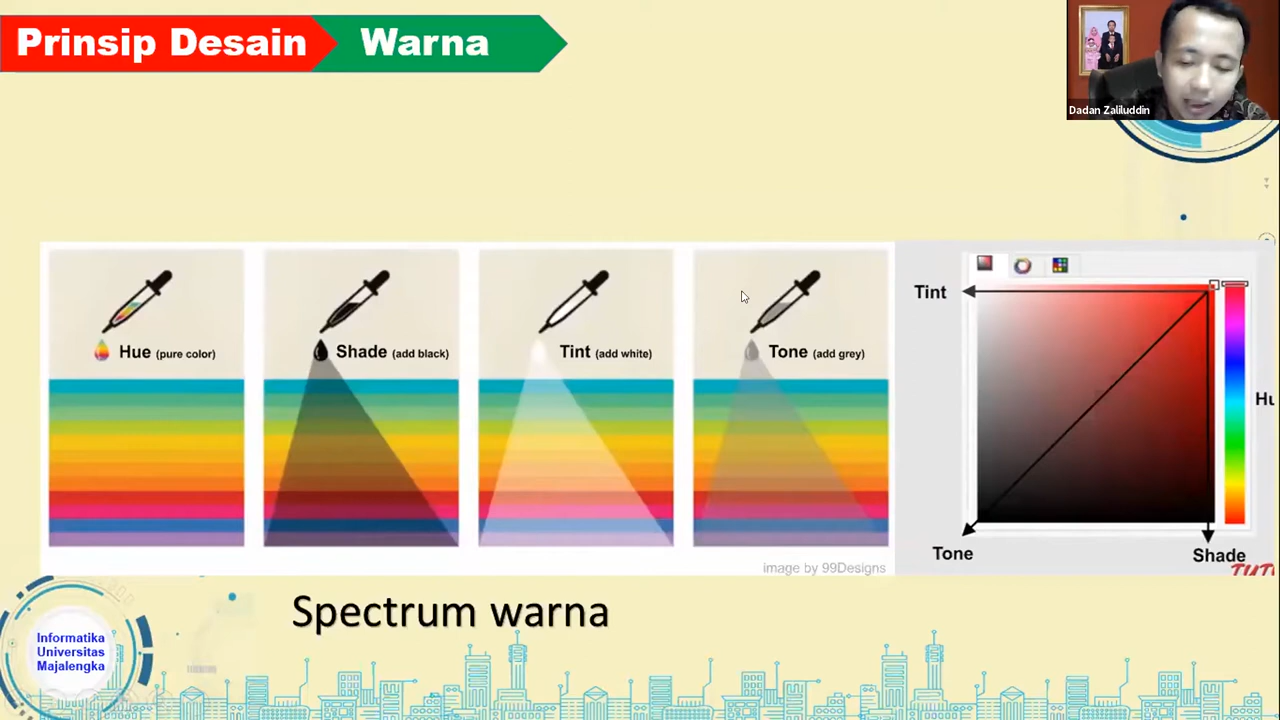 Prinsip Desain
Warna
Dadan Zaliluddin
Hue (pure color)
Shade (add black)
Tint (add white)
Tone (add grey)
Tint
Hu
Tone
Shade
image by 99Designs
Spectrum warna
Informatika
Universitas
Majalengka